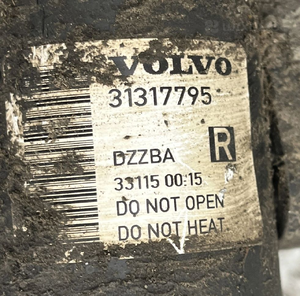 VOLVO
31317795
DZZBA R
33115 00:15
DO NOT OPEN
DO NOT HEAT